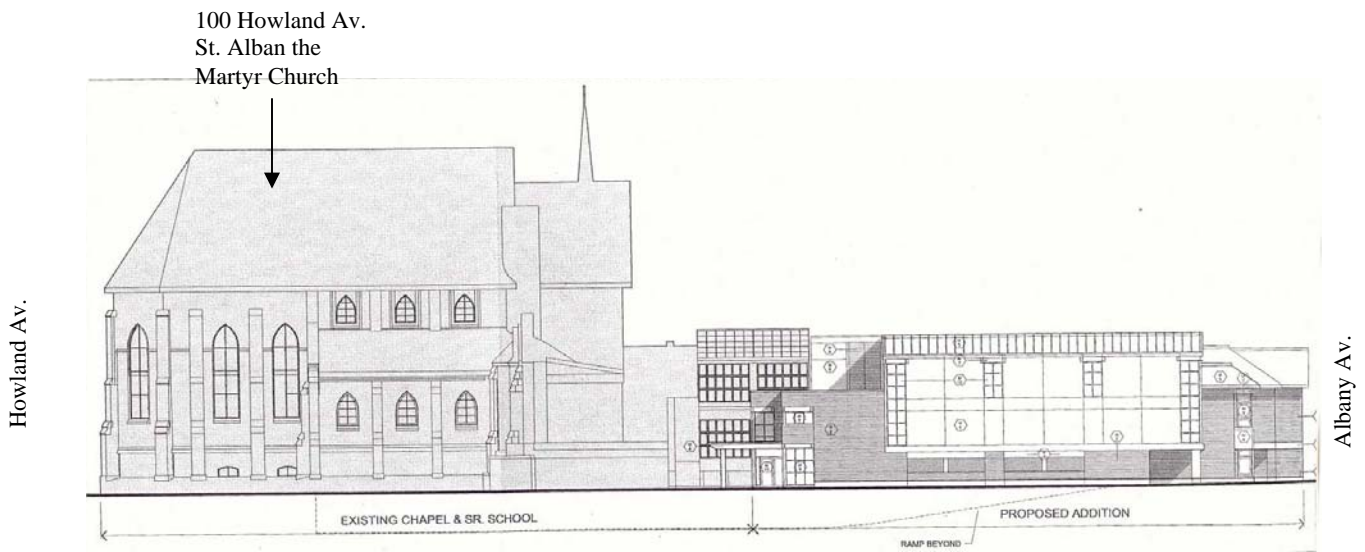 100 Howland Av.
St. Alban the
Martyr Church
Howland Av.
Albany Av.
EXISTING CHAPEL & SR. SCHOOL
PROPOSED ADDITION
RAMP BEYOND